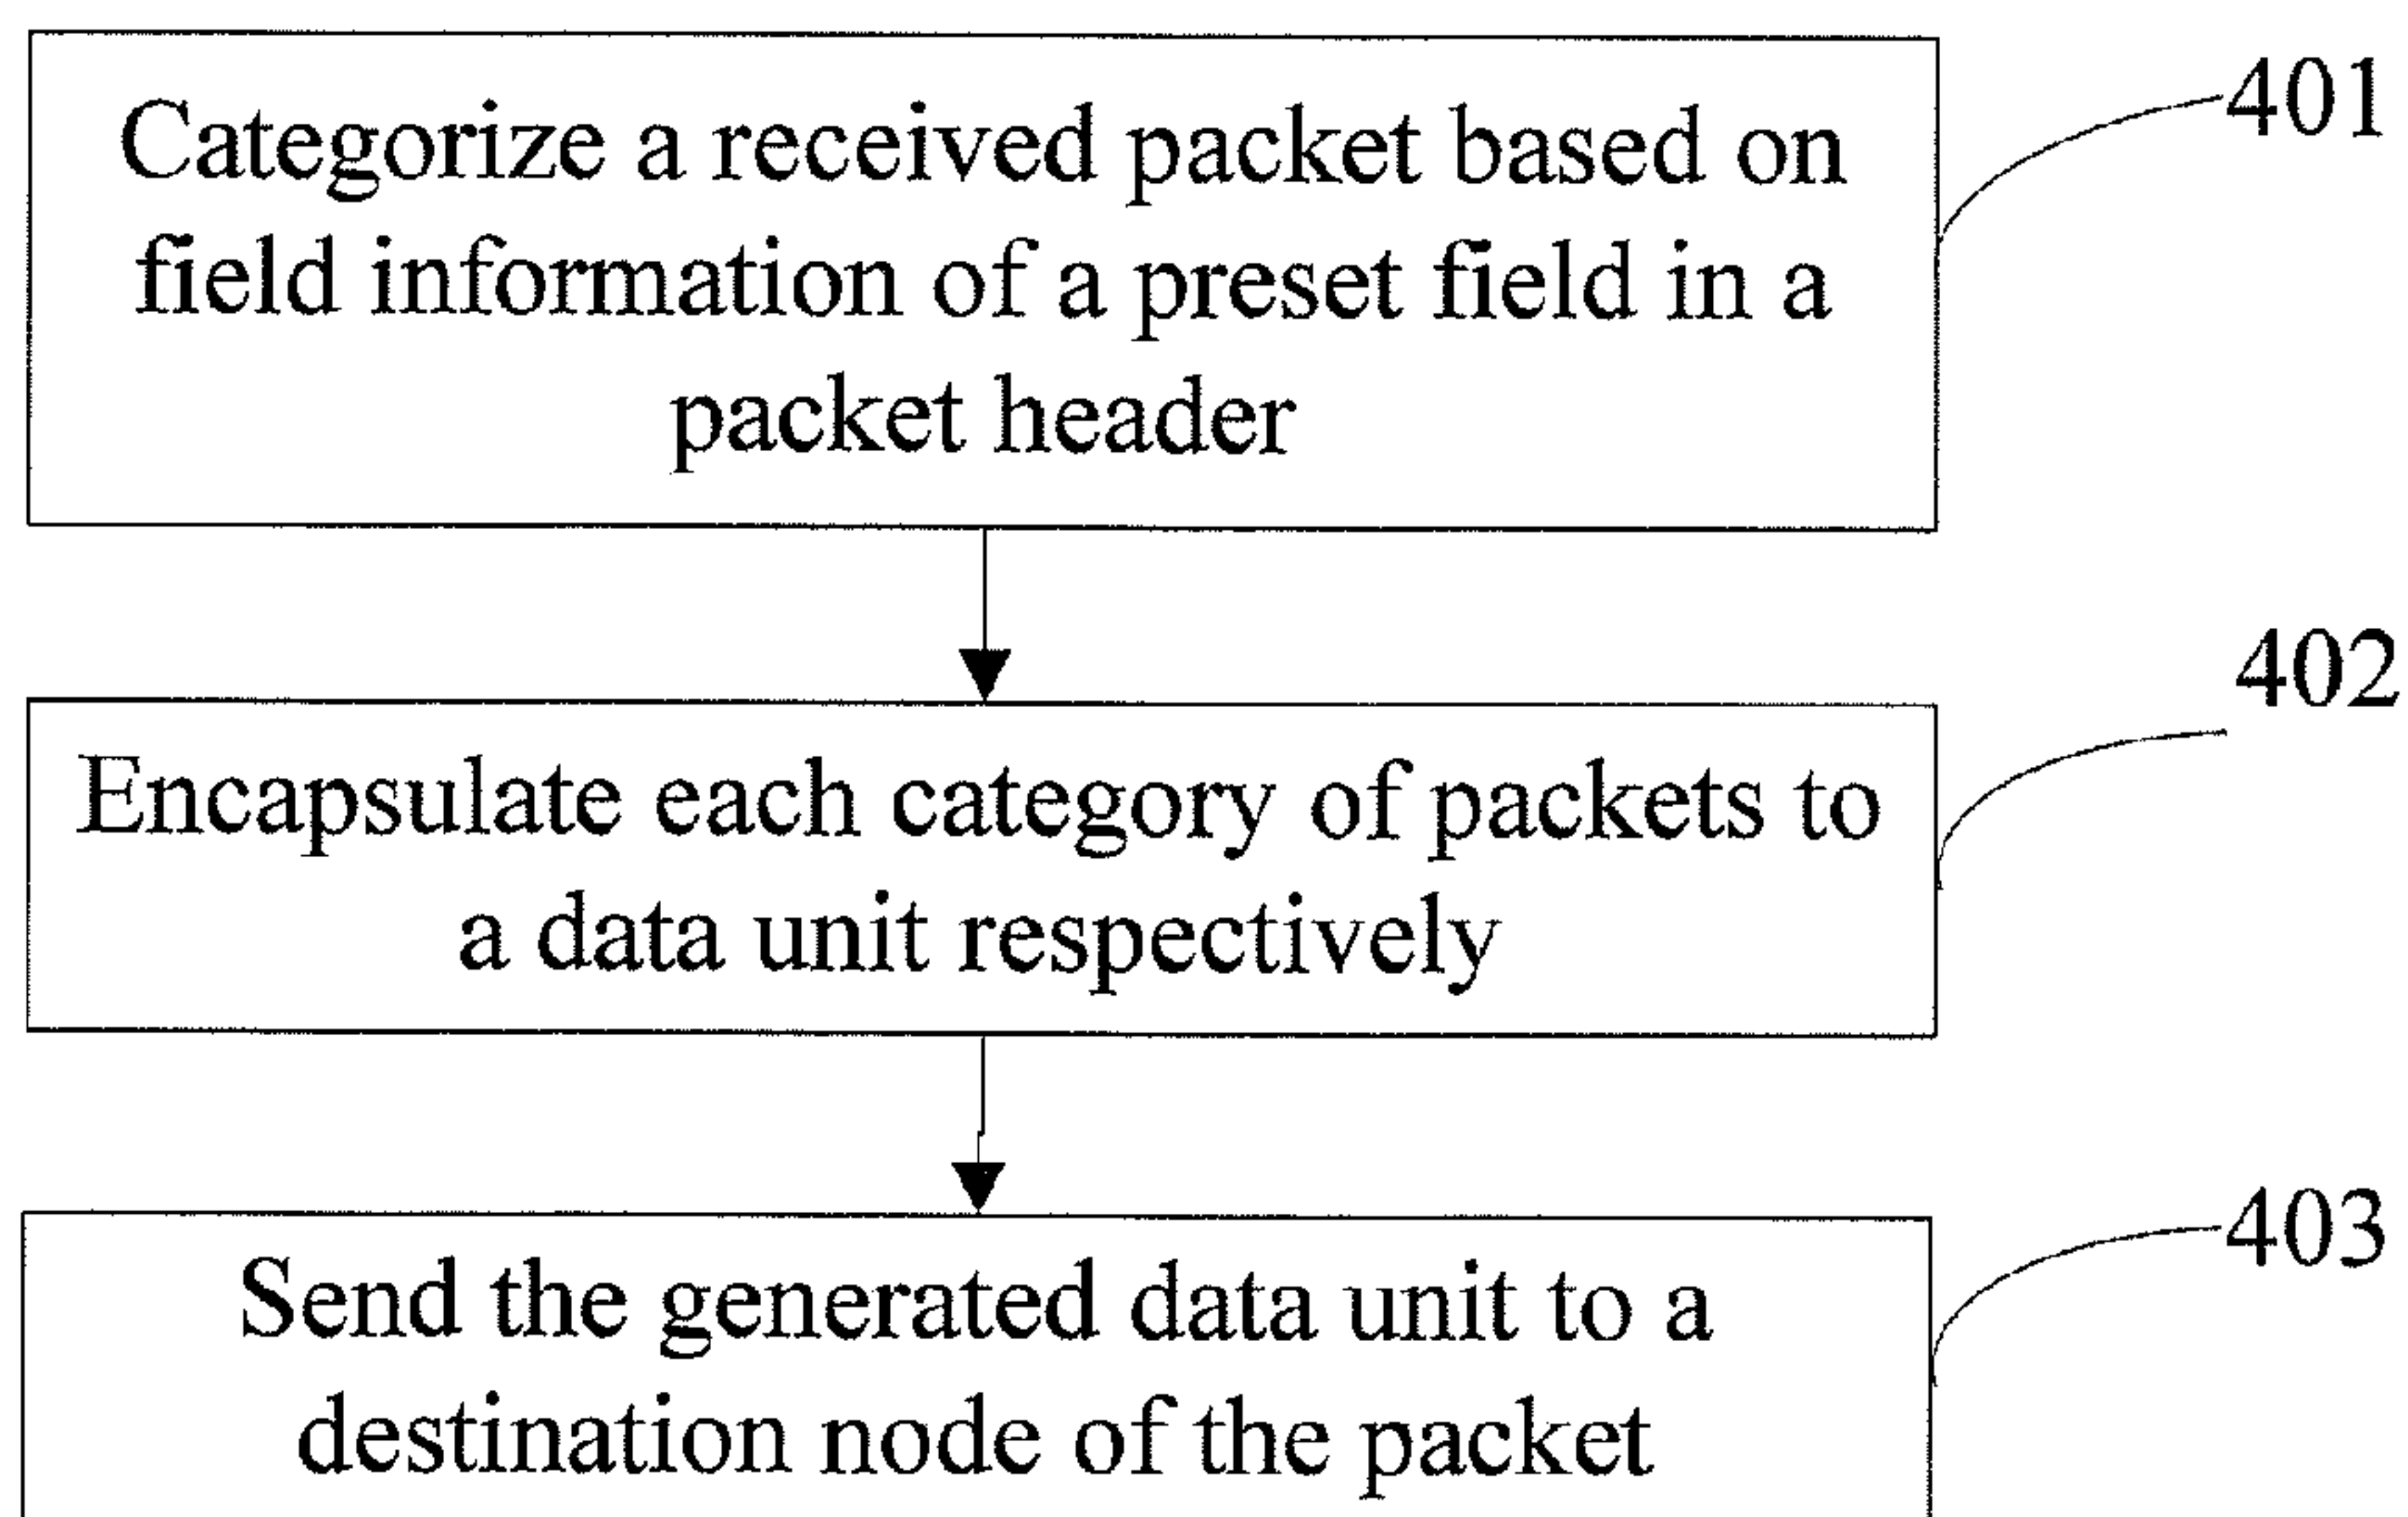 Categorize a received packet based on
field information of a preset field in a
packet header
401
Encapsulate each category of packets to
a data unit respectively
402
Send the generated data unit to a
destination node of the packet
403